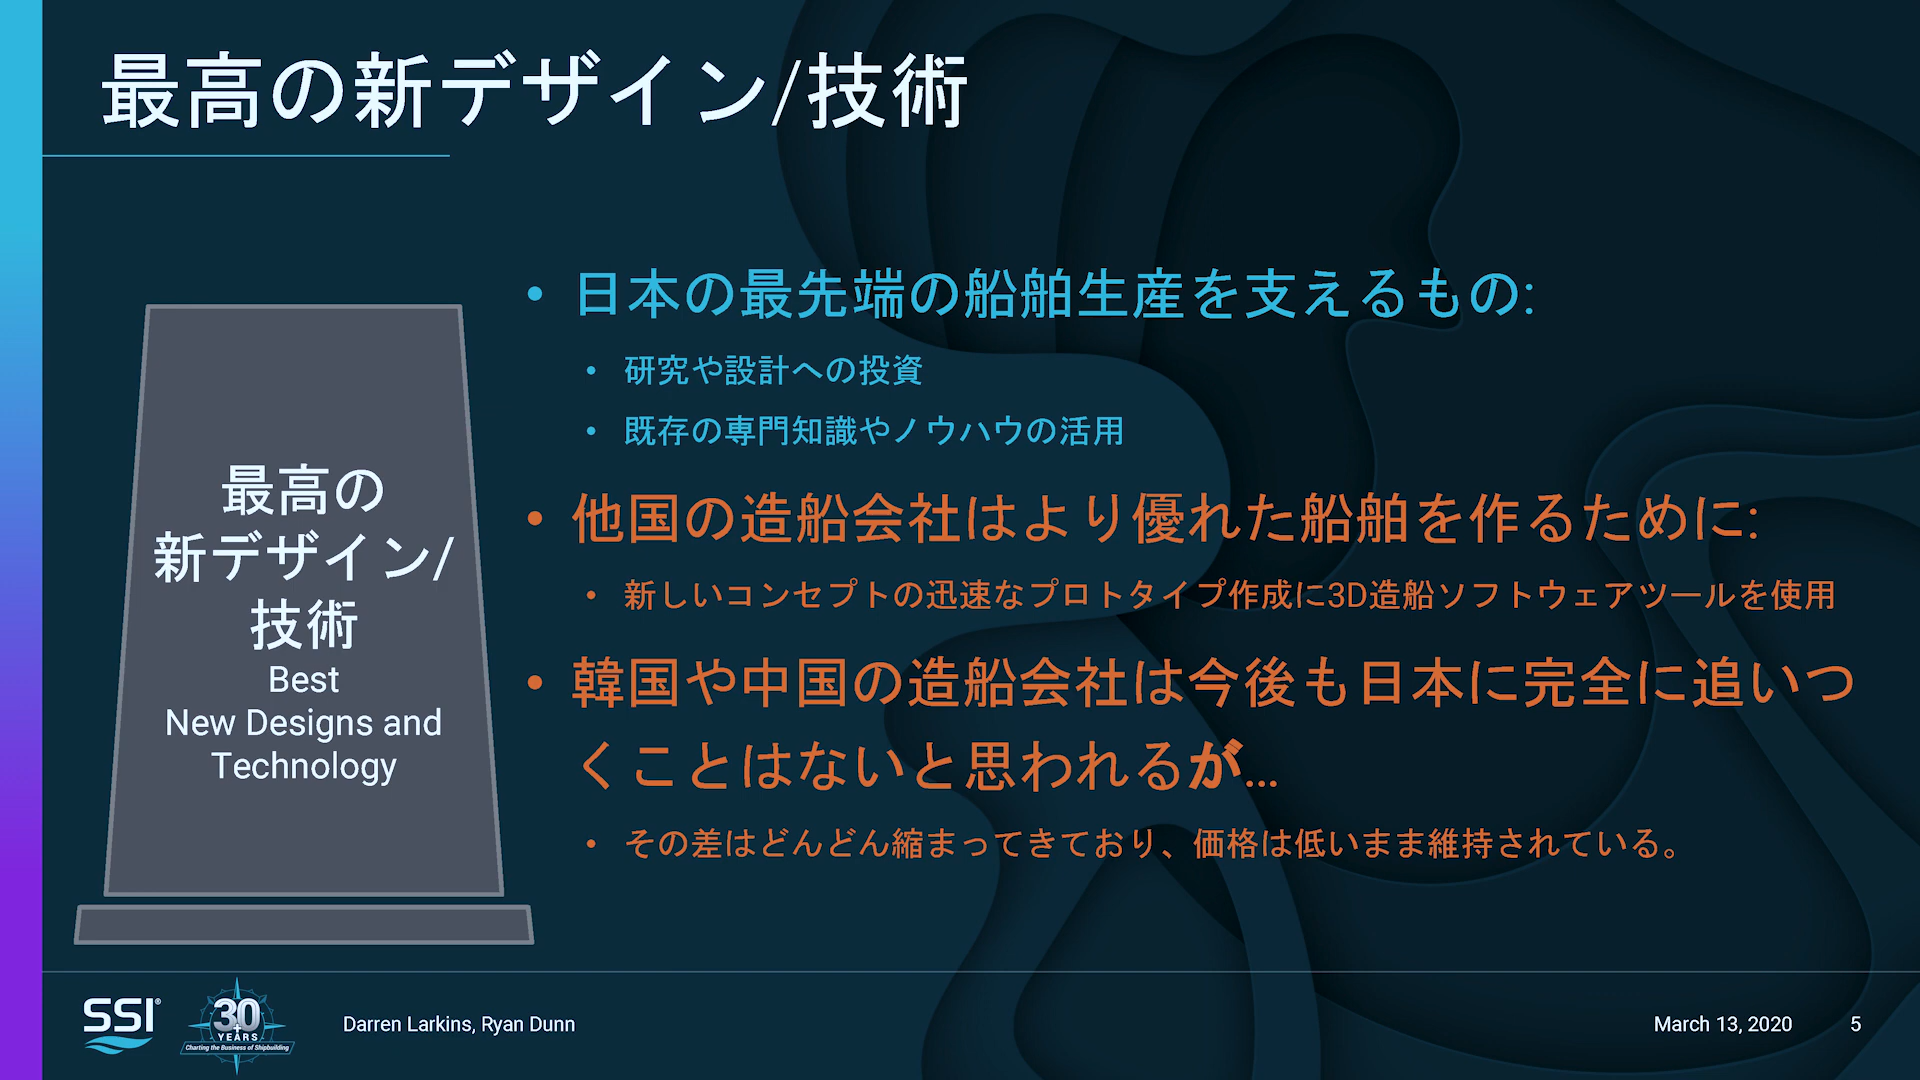 最高の新デザイン/技術
最高の
新デザイン/
技術
Best
New Designs and
Technology
• 日本の最先端の船舶生産を支えるもの:
• 研究や設計への投資
• 既存の専門知識やノウハウの活用
• 他国の造船会社はより優れた船舶を作るために:
• 新しいコンセプトの迅速なプロトタイプ作成に3D造船ソフトウェアツールを使用
• 韓国や中国の造船会社は今後も日本に完全に追いつ
くことはないと思われるが...
• その差はどんどん縮まってきており、価格は低いまま維持されている。
SSI®
30+
YEARS
Charting the Business of Shipbuilding
Darren Larkins, Ryan Dunn
March 13, 2020
5